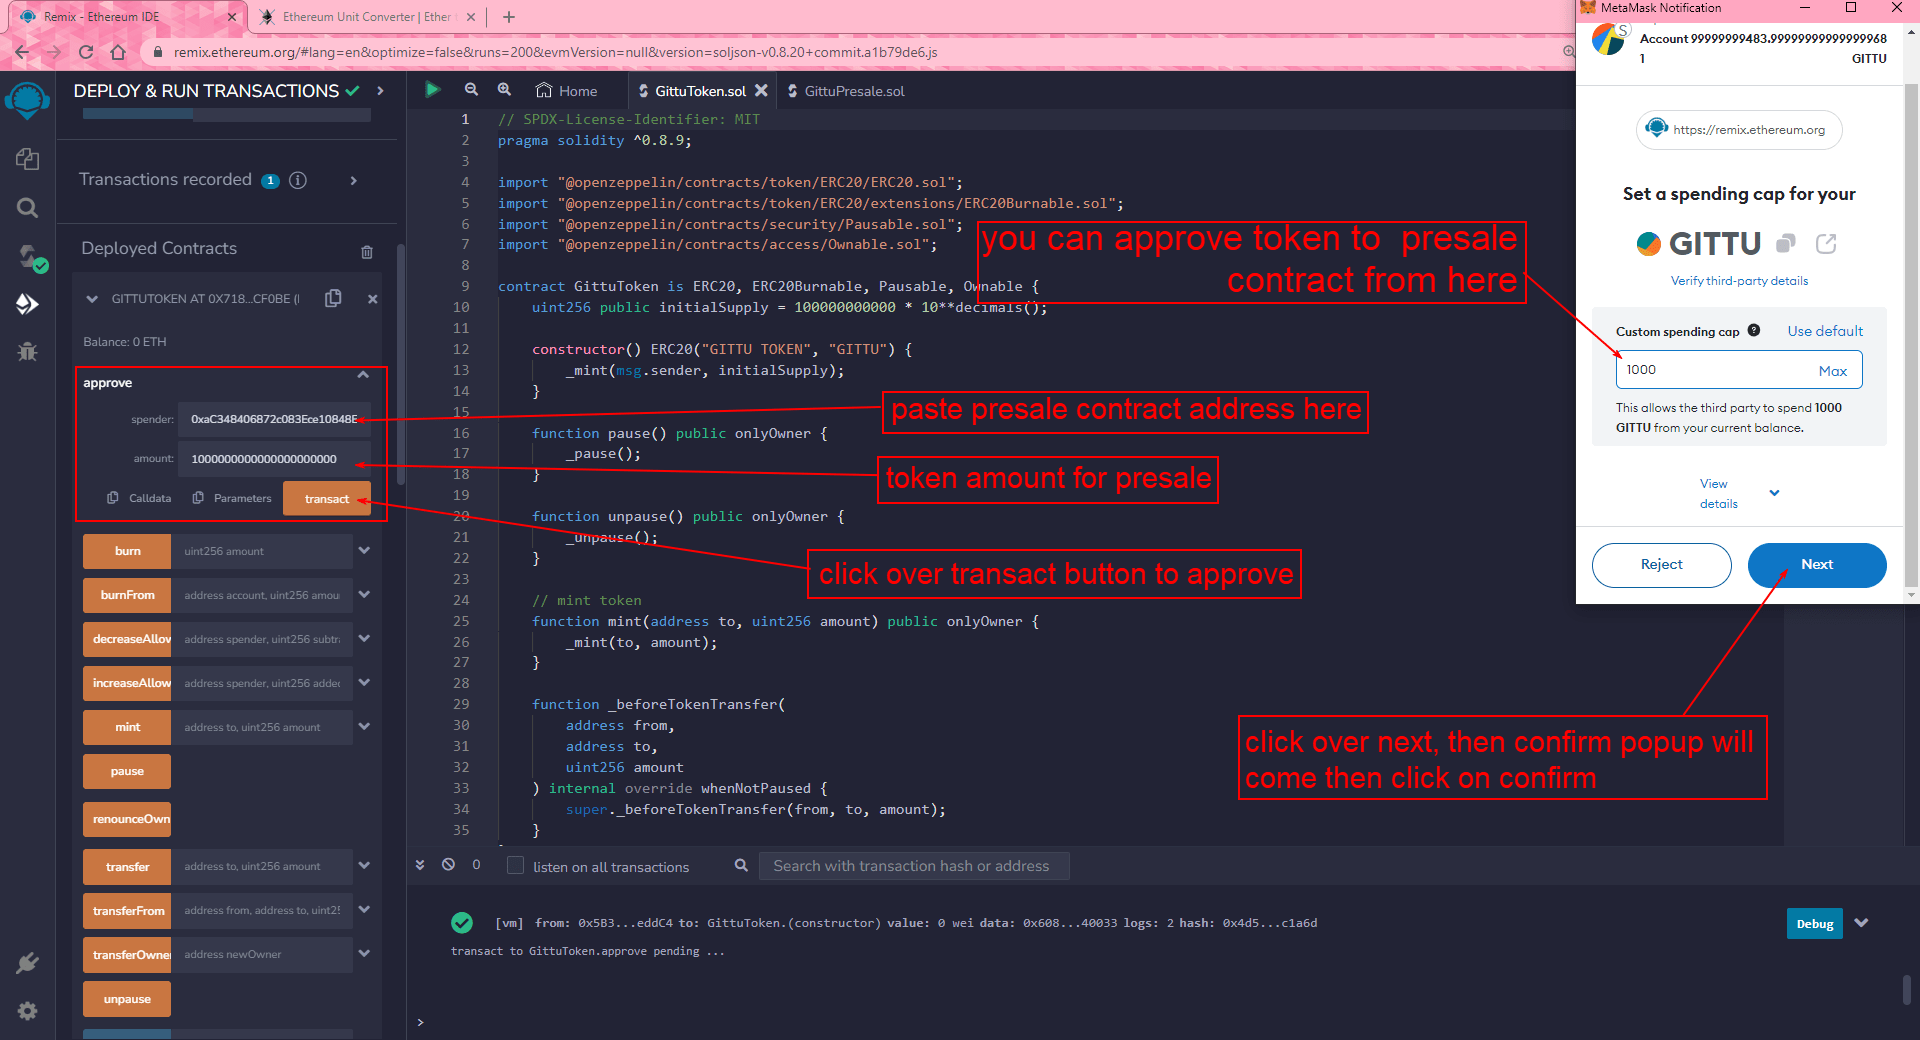 Remix - Ethereum IDE
Ethereum Unit Converter | Ether
remix.ethereum.org/#lang=en&optimize=false&runs=200&evmVersion=null&version=soljson-v0.8.20+commit.a1b79de6.js
DEPLOY & RUN TRANSACTIONS
Transactions recorded 1
Deployed Contracts
GITTUTOKEN AT 0X718...CF0BE (
Balance: 0 ETH
approve
spender: 0xaC348406872c083Ece10848E
amount: 1000000000000000000000
Calldata Parameters transact
burn uint256 amount
burnFrom address account, uint256 amou
decreaseAllow address spender, uint256 subtr
increaseAllow address spender, uint256 added
mint address to, uint256 amount
pause
renounceOwn
transfer address to, uint256 amount
transferFrom address from, address to, uint25
transferOwne address newOwner
unpause
Home
GittuToken.sol
GittuPresale.sol
1 // SPDX-License-Identifier: MIT
2 pragma solidity ^0.8.9;
3
4 import "@openzeppelin/contracts/token/ERC20/ERC20.sol";
5 import "@openzeppelin/contracts/token/ERC20/extensions/ERC20Burnable.sol";
6 import "@openzeppelin/contracts/security/Pausable.sol";
7 import "@openzeppelin/contracts/access/Ownable.sol";
8
9 contract GittuToken is ERC20, ERC20Burnable, Pausable, Ownable {
10 uint256 public initialSupply = 100000000000 * 10**decimals();
11
12 constructor() ERC20("GITTU TOKEN", "GITTU") {
13 _mint(msg.sender, initialSupply);
14 }
15
16 function pause() public onlyOwner {
17 _pause();
18 }
19
20 function unpause() public onlyOwner {
21 _unpause();
22 }
23
24 // mint token
25 function mint(address to, uint256 amount) public onlyOwner {
26 _mint(to, amount);
27 }
28
29 function _beforeTokenTransfer(
30 address from,
31 address to,
32 uint256 amount
33 ) internal override whenNotPaused {
34 super._beforeTokenTransfer(from, to, amount);
35 }
you can approve token to presale
contract from here
paste presale contract address here
token amount for presale
click over transact button to approve
click over next, then confirm popup will
come then click on confirm
0 listen on all transactions
Search with transaction hash or address
[vm] from: 0x5B3...eddC4 to: GittuToken.(constructor) value: 0 wei data: 0x608...40033 logs: 2 hash: 0x4d5...c1a6d
Debug
transact to GittuToken.approve pending ...
>
MetaMask Notification
S
Account 99999999483.99999999999999968
1 GITTU
https://remix.ethereum.org
Set a spending cap for your
GITTU
Verify third-party details
Custom spending cap Use default
1000 Max
This allows the third party to spend 1000
GITTU from your current balance.
View
details
Reject
Next